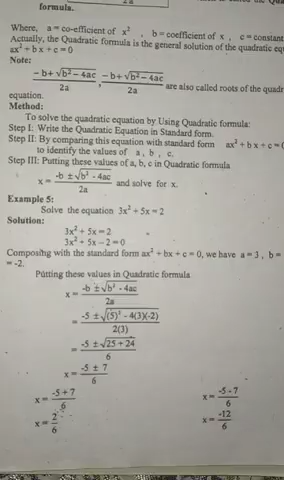 formula.
Where, a = co-efficient of x² , b = coefficient of x , c = constant
Actually, the Quadratic formula is the general solution of the quadratic
ax² + b x + c = 0
Note:
-b+√b²-4ac / 2a , -b+√b²-4ac / 2a are also called roots of the
equation.
Method:
To solve the quadratic equation by Using Quadratic formula:
Step I: Write the Quadratic Equation in Standard form.
Step II: By comparing this equation with standard form ax² + b x + c =
to identify the values of a , b , c.
Step III: Putting these values of a, b, c in Quadratic formula
x = -b ±√b² - 4ac / 2a and solve for x.
Example 5:
Solve the equation 3x² + 5x = 2
Solution:
3x² + 5x = 2
3x² + 5x – 2 = 0
with the standard form ax² + bx + c = 0, we have a = 3 , b =
= -2.
Putting these values in Quadratic formula
x = -b ±√b² - 4ac / 2a
= -5 ±√(5)² - 4(3)(-2) / 2(3)
= -5 ±√25 + 24 / 6
x = -5 ± 7 / 6
x = -5 + 7 / 6 x = -5 - 7 / 6
x = 2 / 6 x = -12 / 6